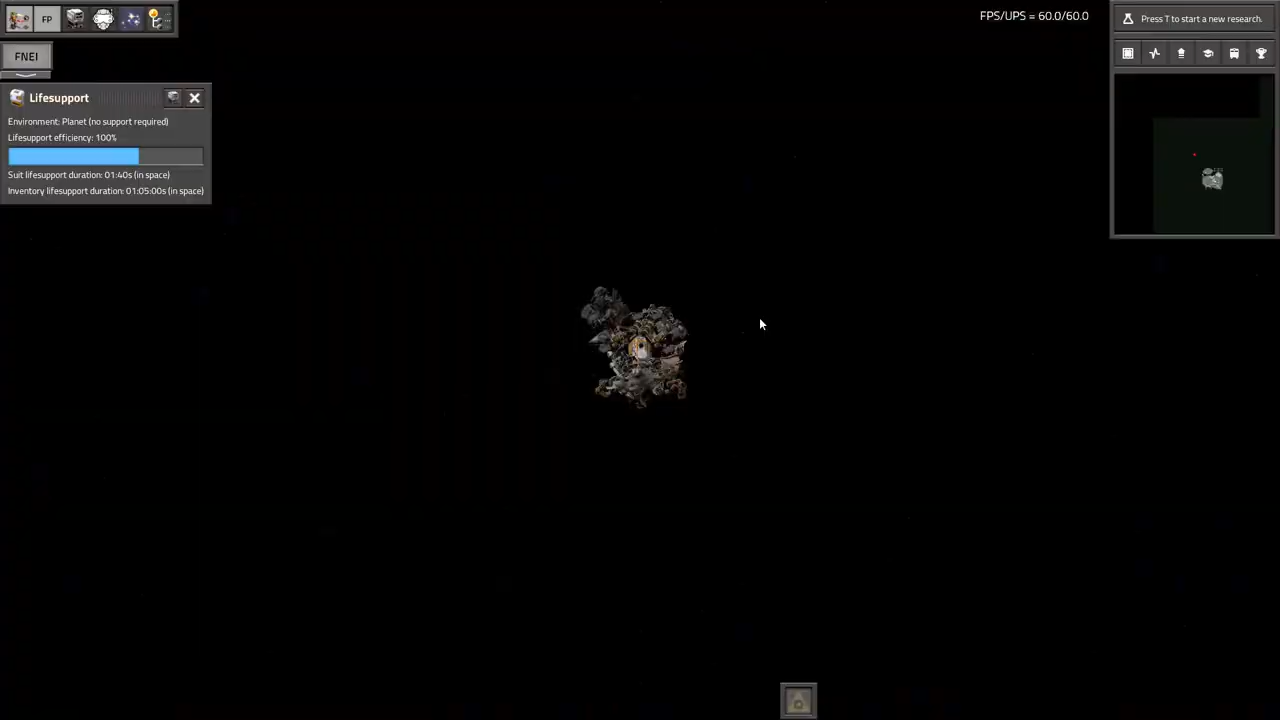 FP
FPS/UPS = 60.0/60.0
Press T to start a new research.
FNEI
Lifesupport
Environment: Planet (no support required)
Lifesupport efficiency: 100%
Suit lifesupport duration: 01:40s (in space)
Inventory lifesupport duration: 01:05:00s (in space)